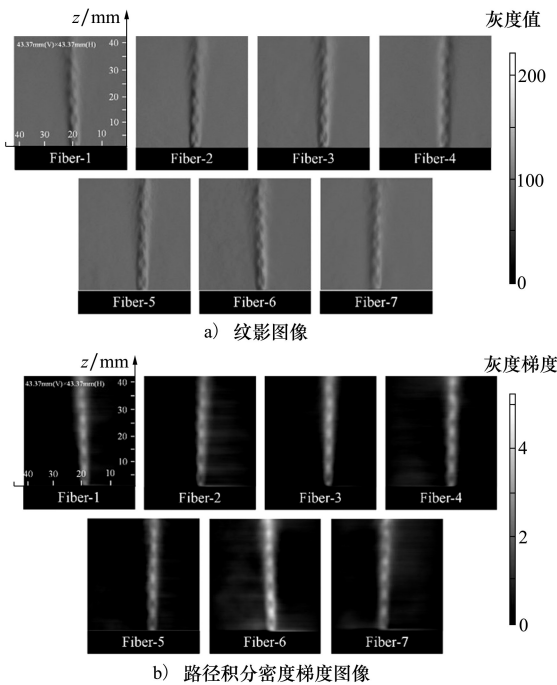 z/mm
灰度值
43.37mm(V)×43.37mm(H)
40
30
20
10
40 30 20 10
Fiber-1 Fiber-2 Fiber-3 Fiber-4
200
100
0
Fiber-5 Fiber-6 Fiber-7
a) 纹影图像
z/mm
灰度梯度
43.37mm(V)×43.37mm(H)
40
30
20
10
40 30 20 10
Fiber-1 Fiber-2 Fiber-3 Fiber-4
4
2
0
Fiber-5 Fiber-6 Fiber-7
b) 路径积分密度梯度图像